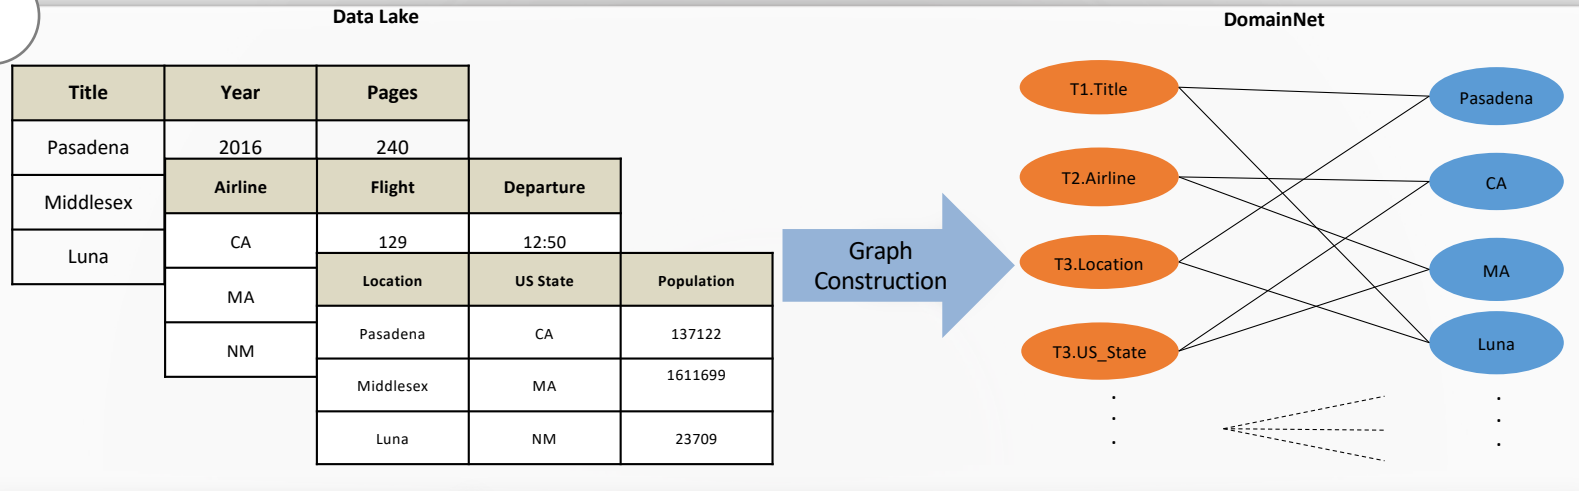 Data Lake
DomainNet
Title Year Pages
Pasadena 2016 240
Middlesex
Luna
Airline Flight Departure
CA 129 12:50
MA
NM
Location US State Population
Pasadena CA 137122
Middlesex MA 1611699
Luna NM 23709
Graph
Construction
T1.Title
T2.Airline
T3.Location
T3.US_State
Pasadena
CA
MA
Luna